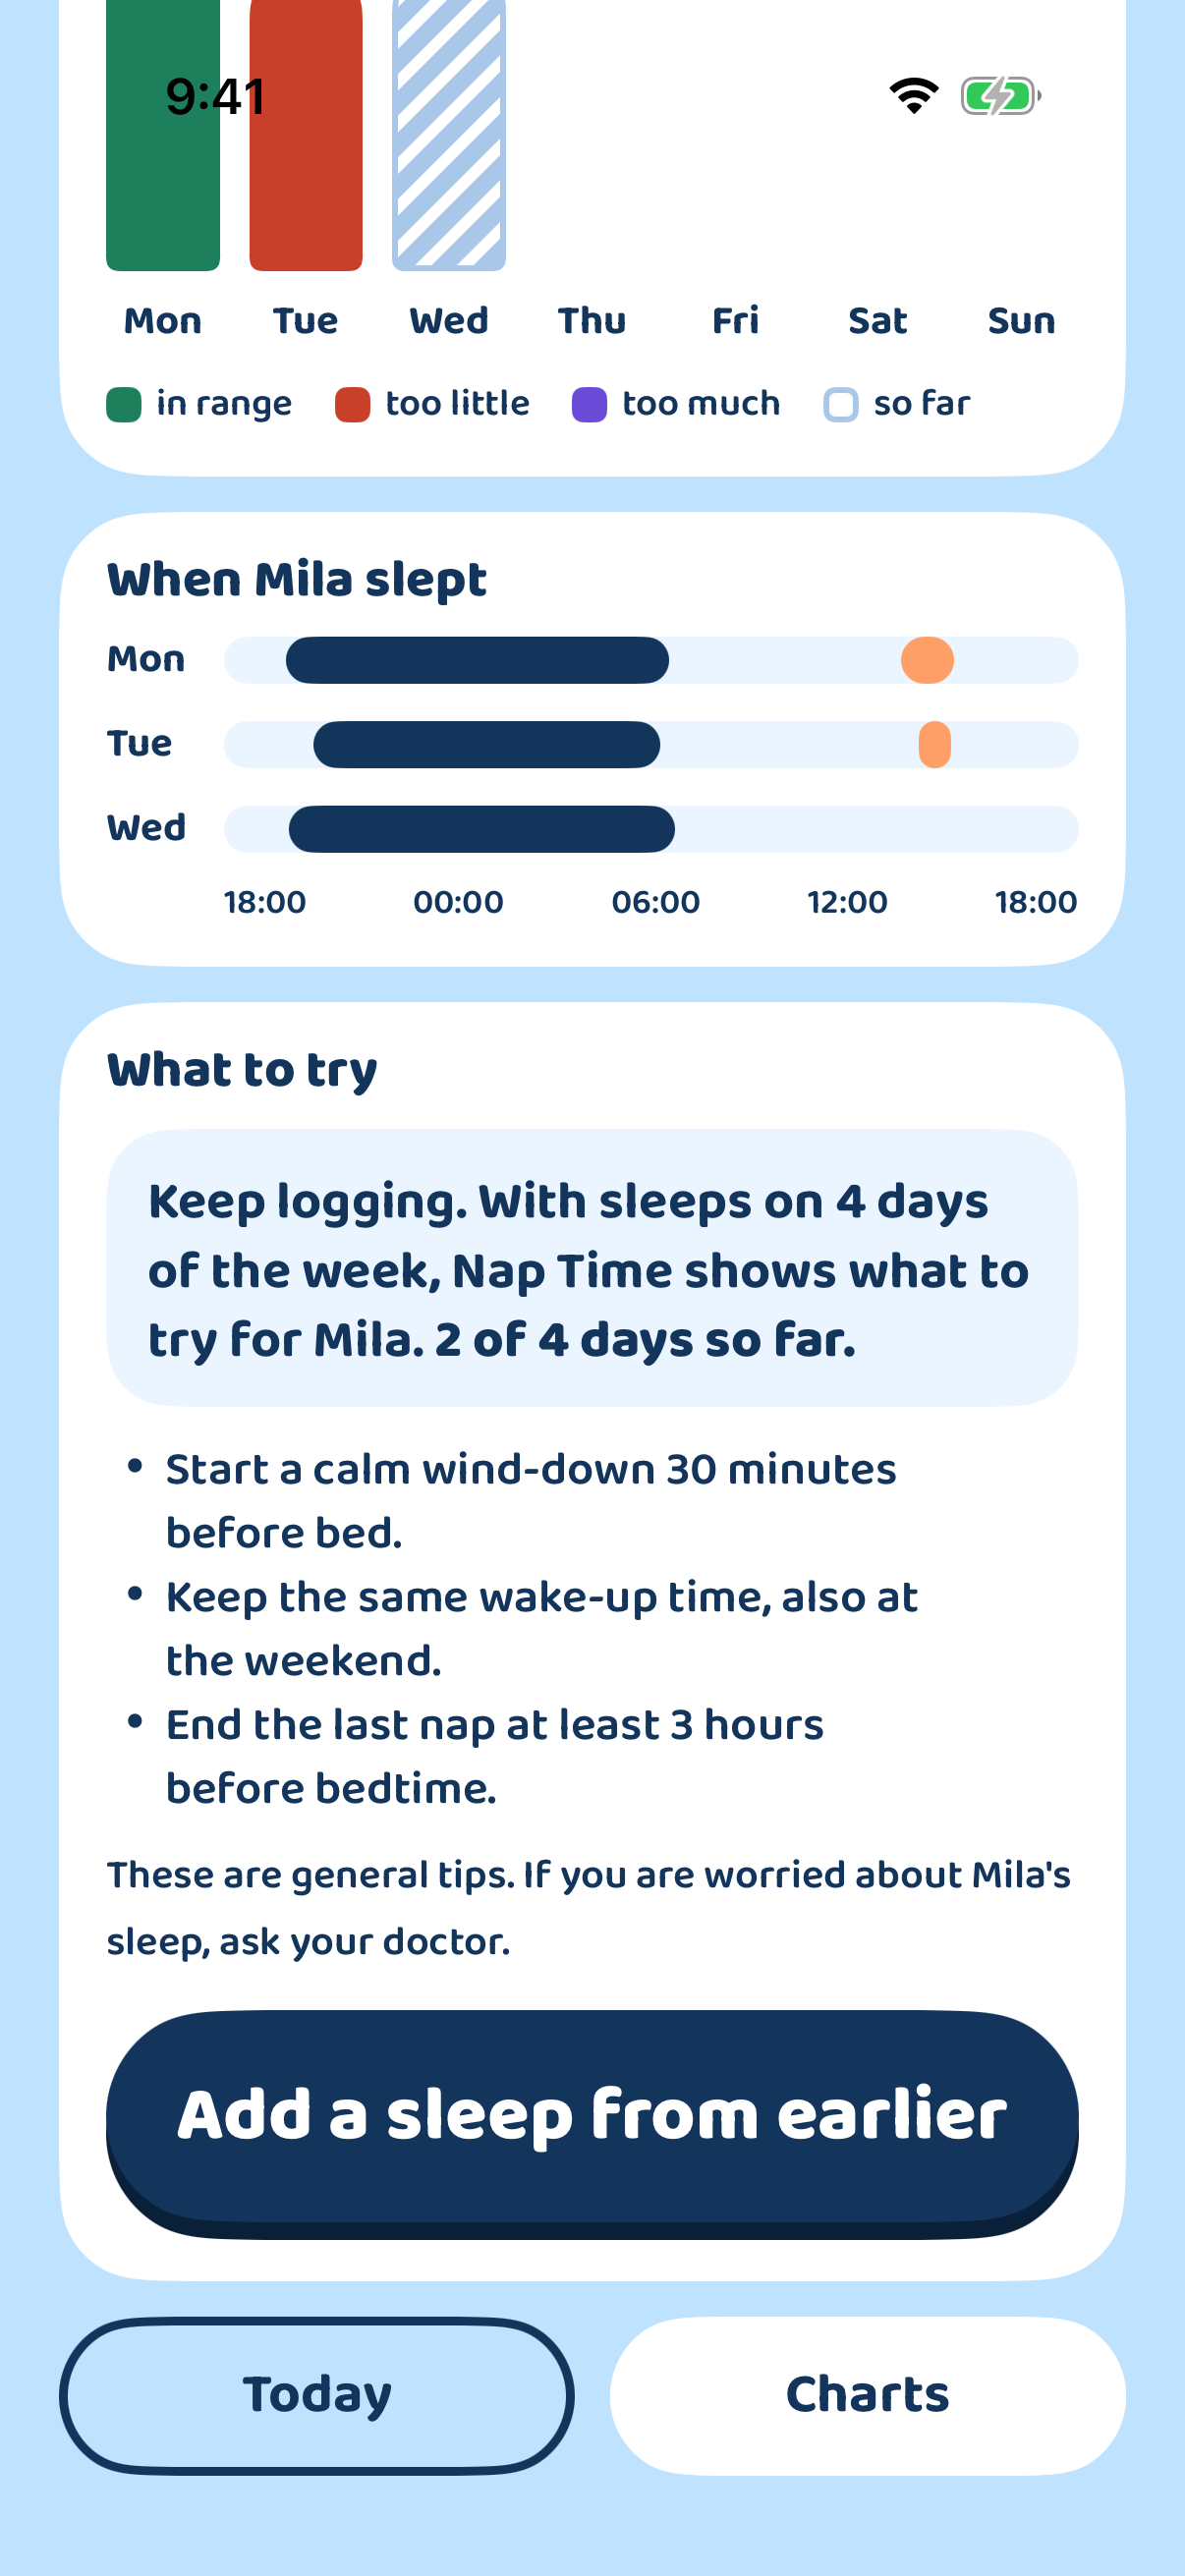 9:41
Mon Tue Wed Thu Fri Sat Sun
in range too little too much so far
When Mila slept
Mon
Tue
Wed
18:00 00:00 06:00 12:00 18:00
What to try
Keep logging. With sleeps on 4 days
of the week, Nap Time shows what to
try for Mila. 2 of 4 days so far.
• Start a calm wind-down 30 minutes
before bed.
• Keep the same wake-up time, also at
the weekend.
• End the last nap at least 3 hours
before bedtime.
These are general tips. If you are worried about Mila's
sleep, ask your doctor.
Add a sleep from earlier
Today Charts